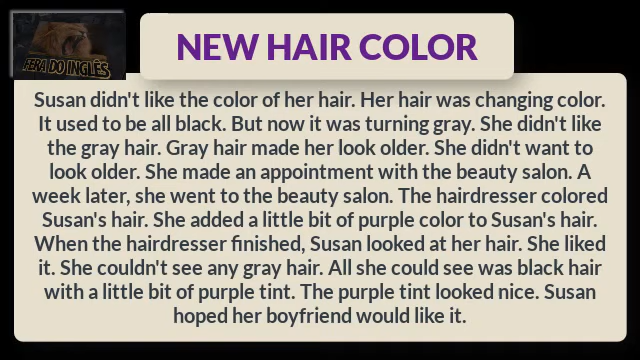 FERA DO INGLÊS
NEW HAIR COLOR
Susan didn't like the color of her hair. Her hair was changing color.
It used to be all black. But now it was turning gray. She didn't like
the gray hair. Gray hair made her look older. She didn't want to
look older. She made an appointment with the beauty salon. A
week later, she went to the beauty salon. The hairdresser colored
Susan's hair. She added a little bit of purple color to Susan's hair.
When the hairdresser finished, Susan looked at her hair. She liked
it. She couldn't see any gray hair. All she could see was black hair
with a little bit of purple tint. The purple tint looked nice. Susan
hoped her boyfriend would like it.